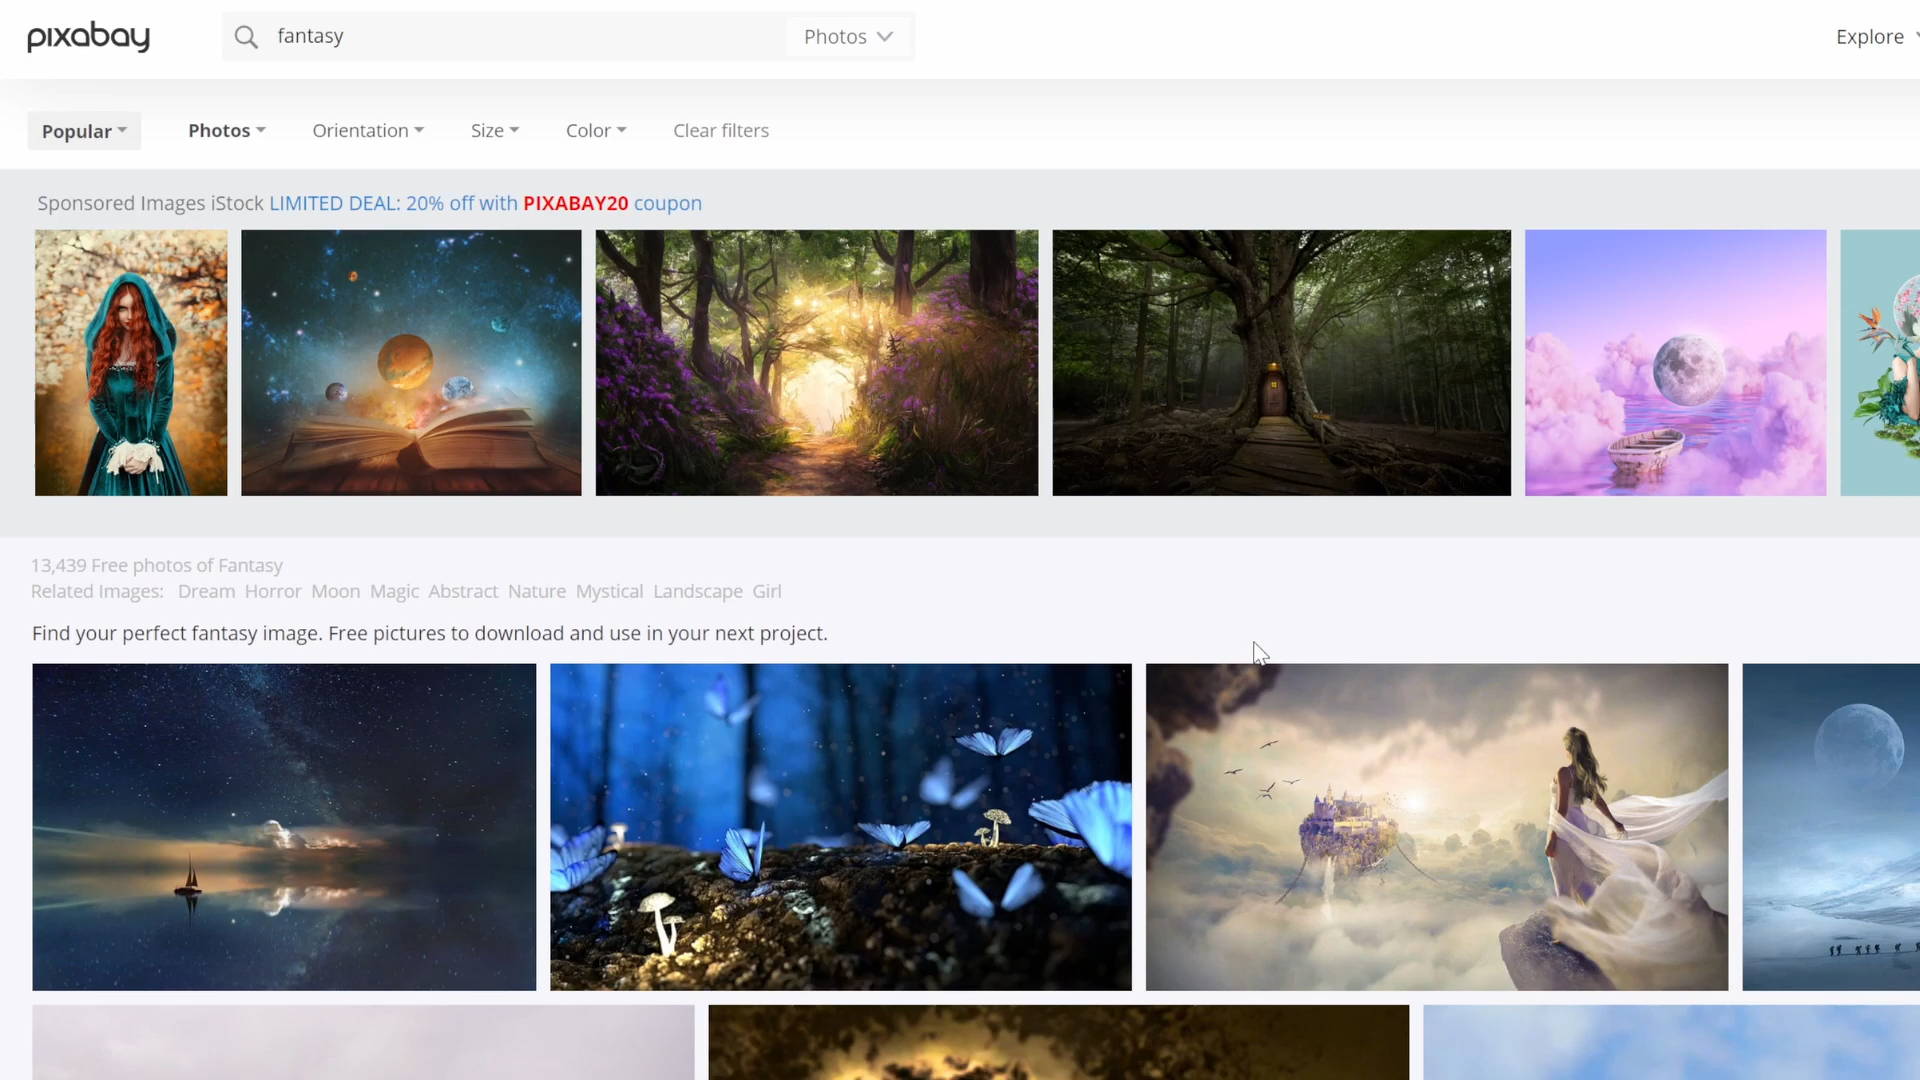 pixabay
fantasy
Photos
Explore
Popular
Photos
Orientation
Size
Color
Clear filters
Sponsored Images iStock LIMITED DEAL: 20% off with PIXABAY20 coupon
13,439 Free photos of Fantasy
Related Images: Dream Horror Moon Magic Abstract Nature Mystical Landscape Girl
Find your perfect fantasy image. Free pictures to download and use in your next project.